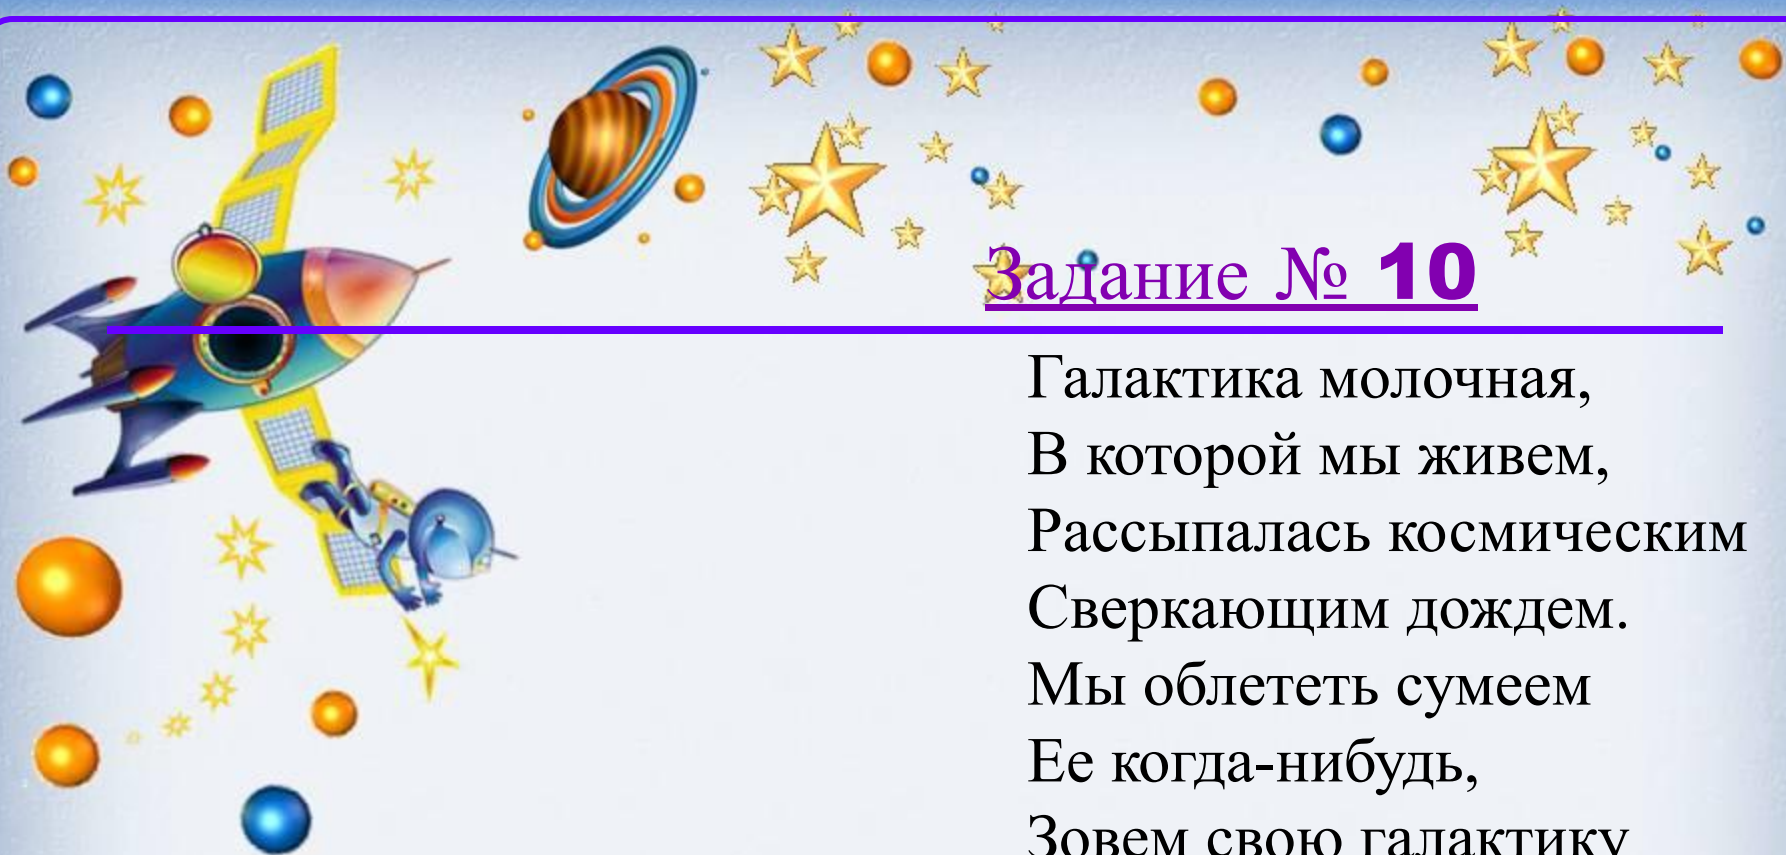 Задание № 10
Галактика молочная,
В которой мы живем,
Рассыпалась космическим
Сверкающим дождем.
Мы облететь сумеем
Ее когда-нибудь,
Зовем свою галактику